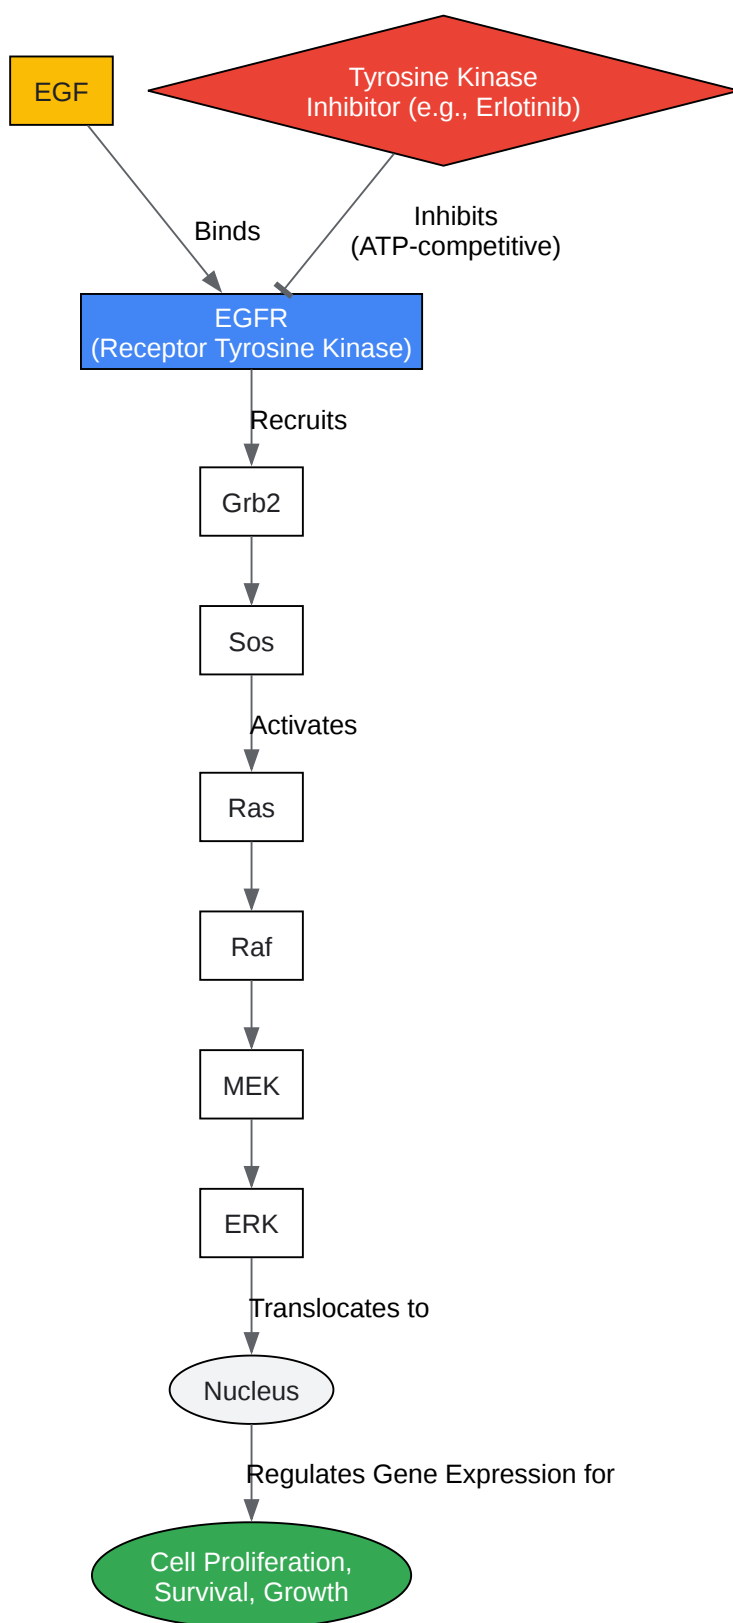 EGF
Tyrosine Kinase
Inhibitor (e.g., Erlotinib)
Binds
Inhibits
(ATP-competitive)
EGFR
(Receptor Tyrosine Kinase)
Recruits
Grb2
Sos
Activates
Ras
Raf
MEK
ERK
Translocates to
Nucleus
Regulates Gene Expression for
Cell Proliferation,
Survival, Growth